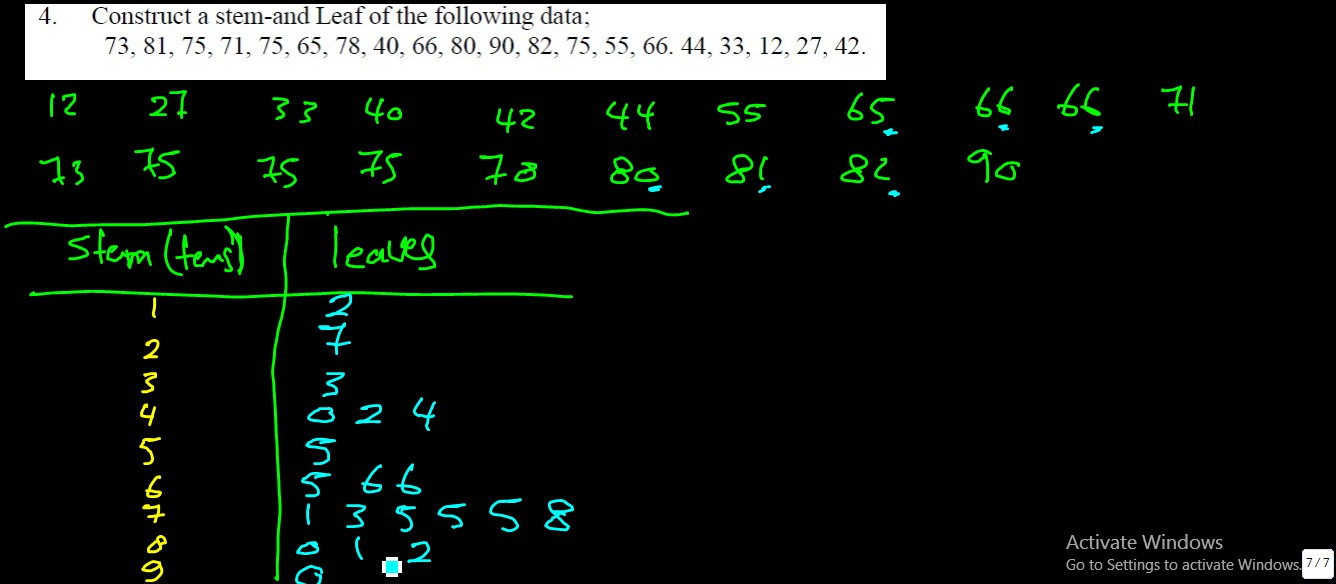 4. Construct a stem-and Leaf of the following data;
73, 81, 75, 71, 75, 65, 78, 40, 66, 80, 90, 82, 75, 55, 66. 44, 33, 12, 27, 42.
12 27 33 40 42 44 55 65 66 66 71
73 75 75 75 78 80 81 82 90
Stem (tens) leaves
1 2
2 7
3 3
4 0 2 4
5 5
6 5 6 6
7 1 3 5 5 5 8
8 0 1 2
9 0
Activate Windows
Go to Settings to activate Windows.
7/7